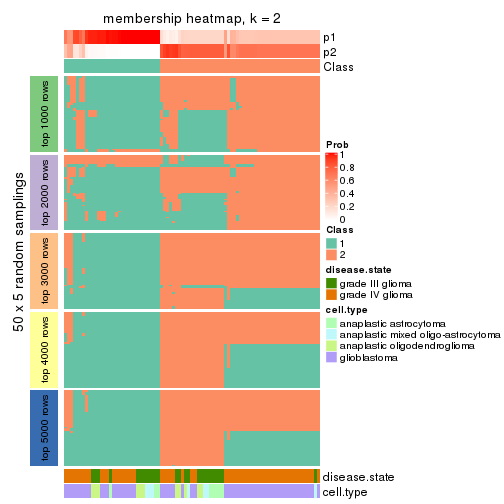 membership heatmap, k = 2
p1
p2
Class
50 x 5 random samplings
top 1000 rows
top 2000 rows
top 3000 rows
top 4000 rows
top 5000 rows
Prob
1
0.8
0.6
0.4
0.2
0
Class
1
2
disease.state
grade III glioma
grade IV glioma
cell.type
anaplastic astrocytoma
anaplastic mixed oligo-astrocytoma
anaplastic oligodendroglioma
glioblastoma
disease.state
cell.type